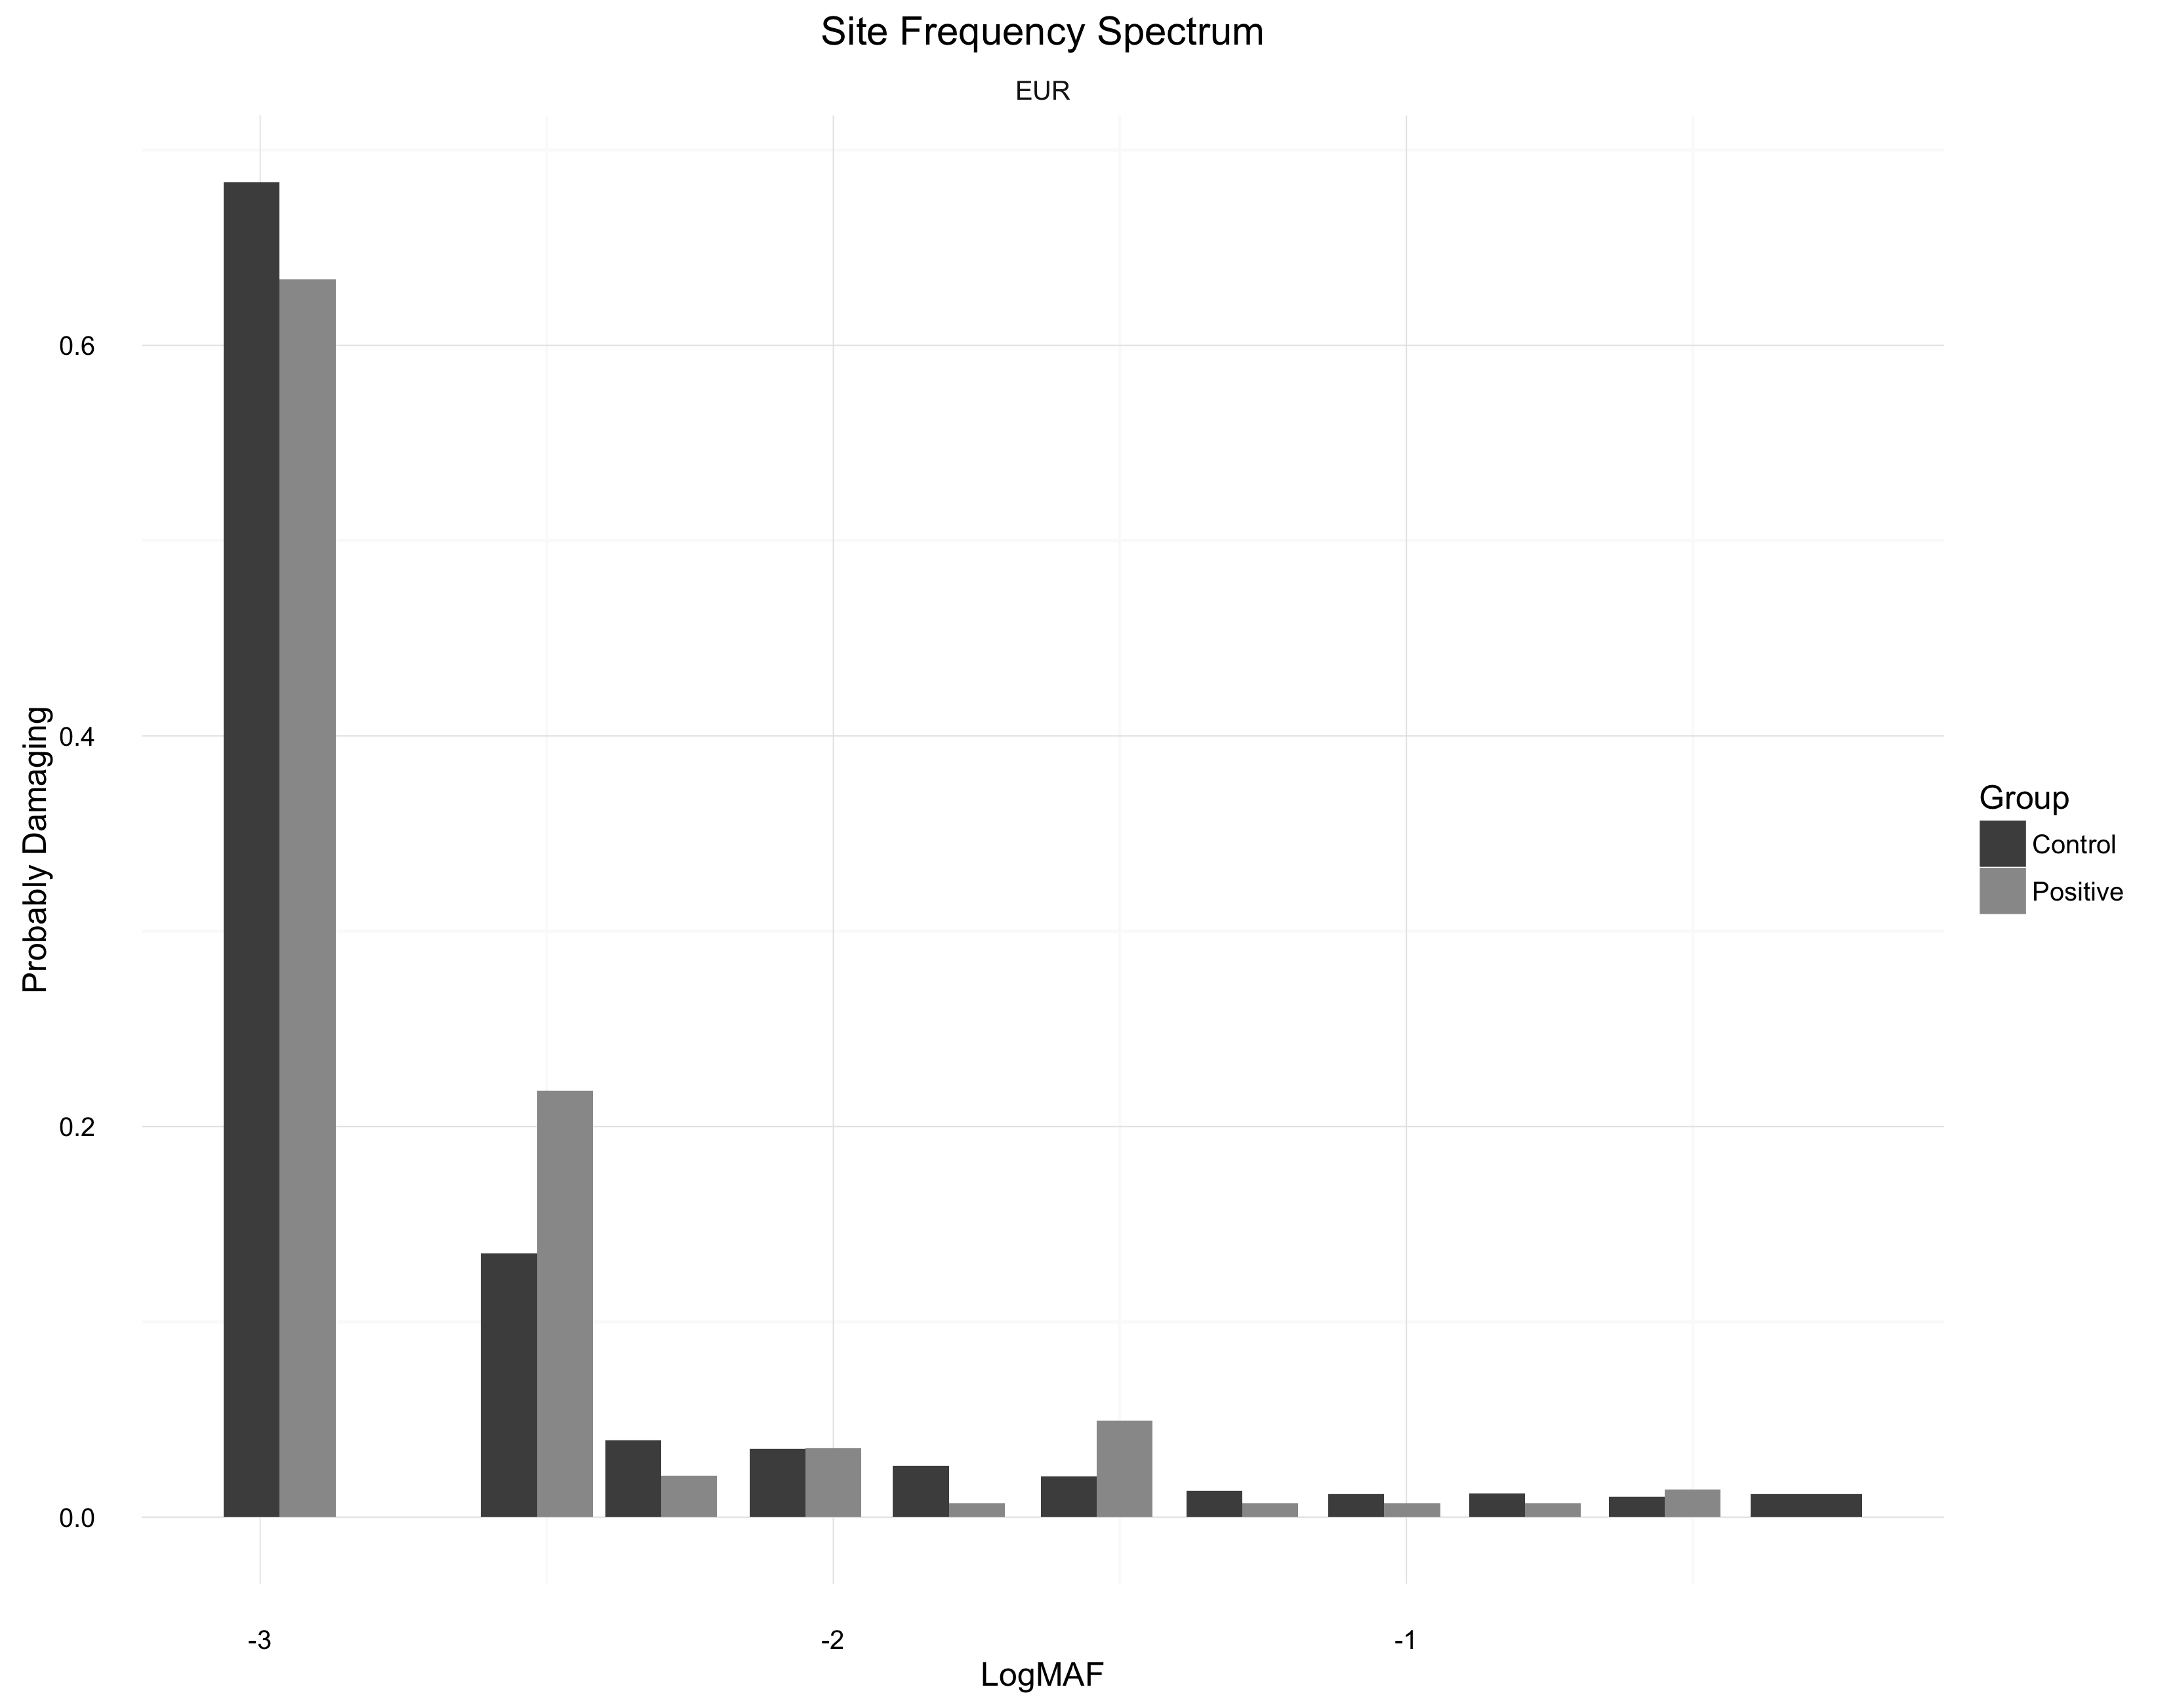 Site Frequency Spectrum
EUR
Probably Damaging
0.6
0.4
0.2
0.0
-3
-2
-1
LogMAF
Group
Control
Positive